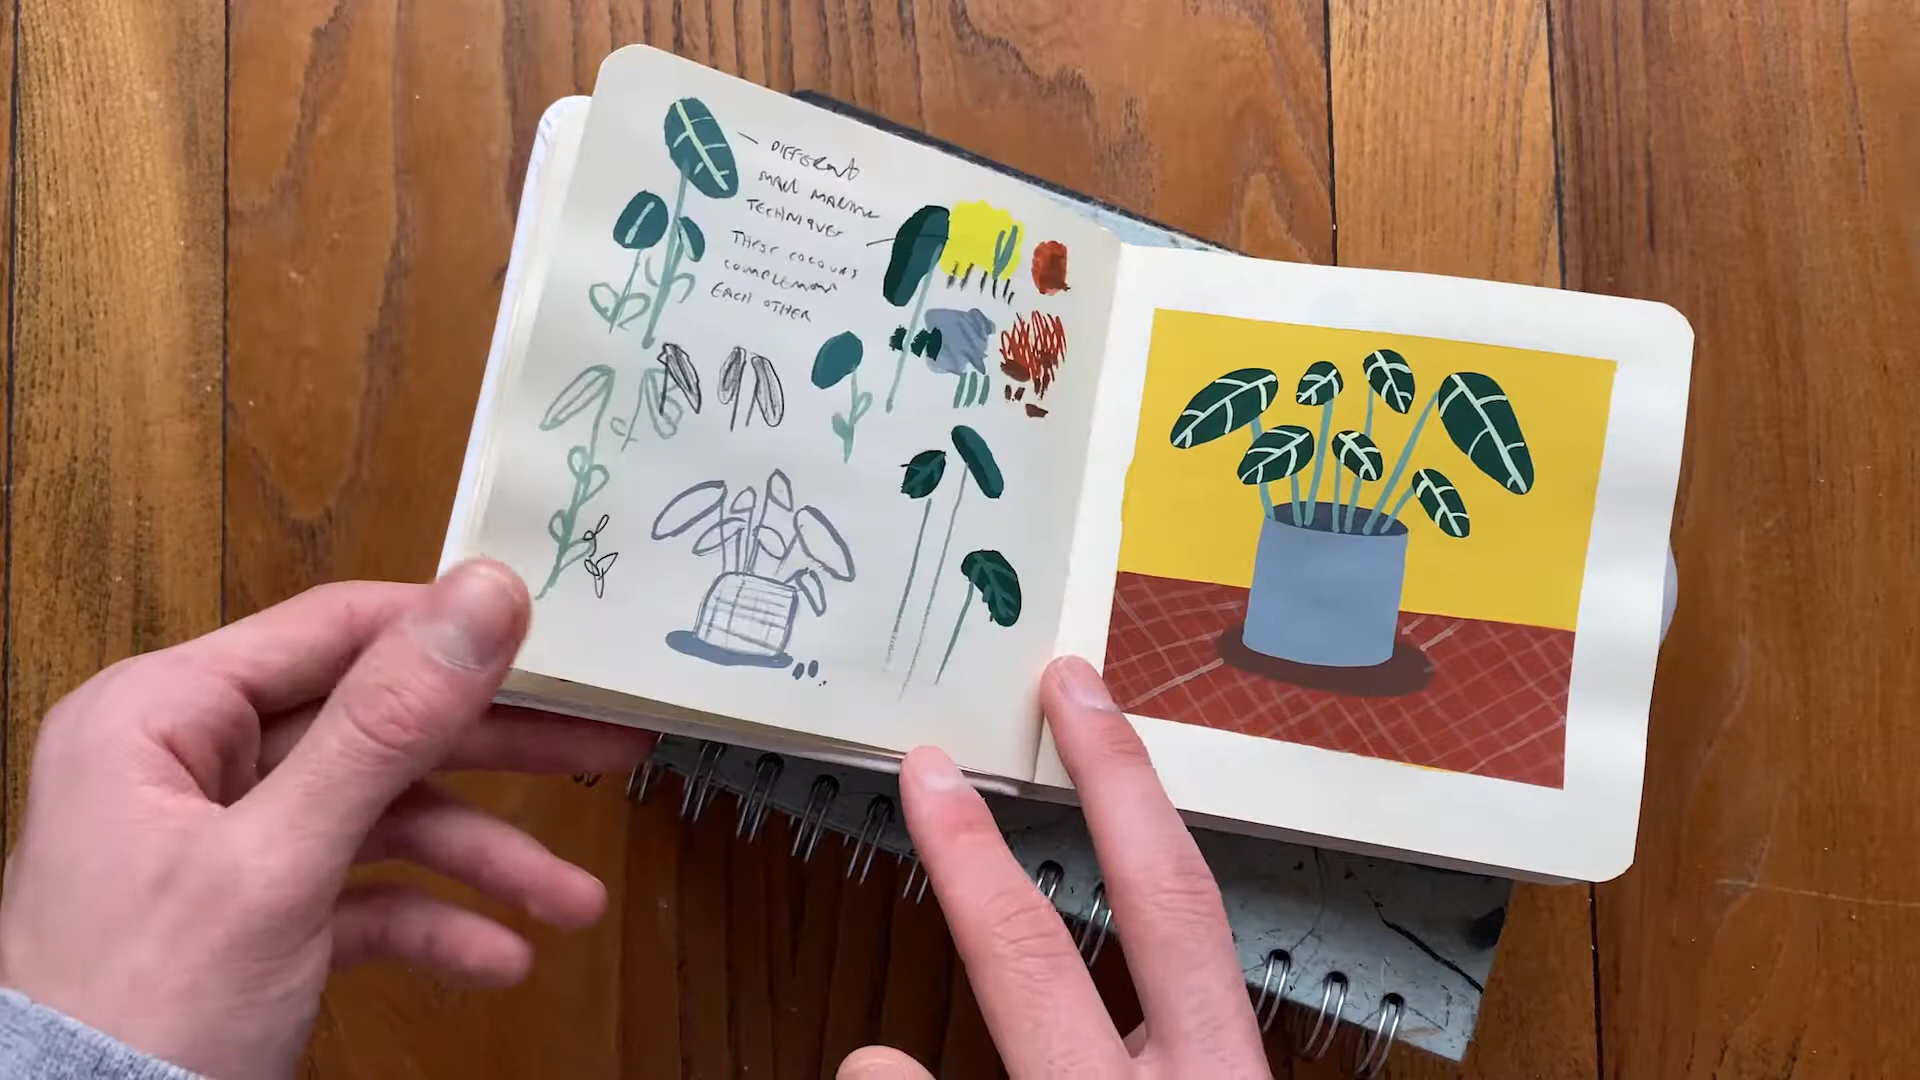 DIFFERENT
MARK MAKING
TECHNIQUES
THESE COLOURS
COMPLEMENT
EACH OTHER